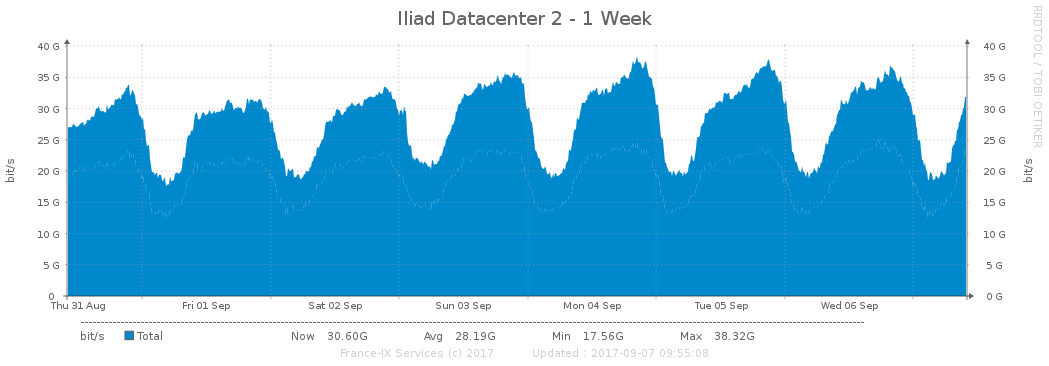 Iliad Datacenter 2 - 1 Week
RRDTOOL / TOBI OETIKER
40 G 40 G
35 G 35 G
30 G 30 G
25 G 25 G
20 G 20 G
15 G 15 G
10 G 10 G
5 G 5 G
0 0 G
bit/s bit/s
Thu 31 Aug Fri 01 Sep Sat 02 Sep Sun 03 Sep Mon 04 Sep Tue 05 Sep Wed 06 Sep
bit/s Total Now 30.60G Avg 28.19G Min 17.56G Max 38.32G
France-IX Services (c) 2017 Updated : 2017-09-07 09:55:08